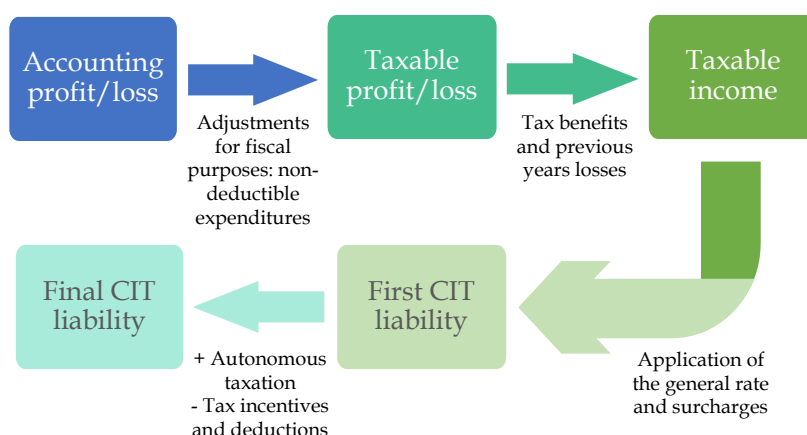 Accounting
profit/loss
Adjustments
for fiscal
purposes: non-
deductible
expenditures
Taxable
profit/loss
Tax benefits
and previous
years losses
Taxable
income
Application of
the general rate
and surcharges
First CIT
liability
+ Autonomous
taxation
- Tax incentives
and deductions
Final CIT
liability